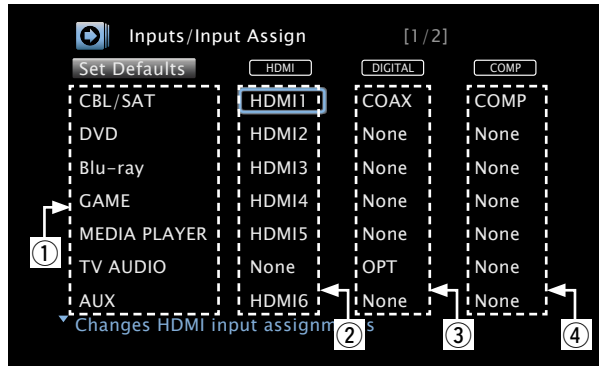 Inputs/Input Assign [1/2]
Set Defaults HDMI DIGITAL COMP
CBL/SAT HDMI1 COAX COMP
DVD HDMI2 None None
Blu-ray HDMI3 None None
GAME HDMI4 None None
MEDIA PLAYER HDMI5 None None
TV AUDIO None OPT None
AUX HDMI6 None None
Changes HDMI input
① ② ③ ④